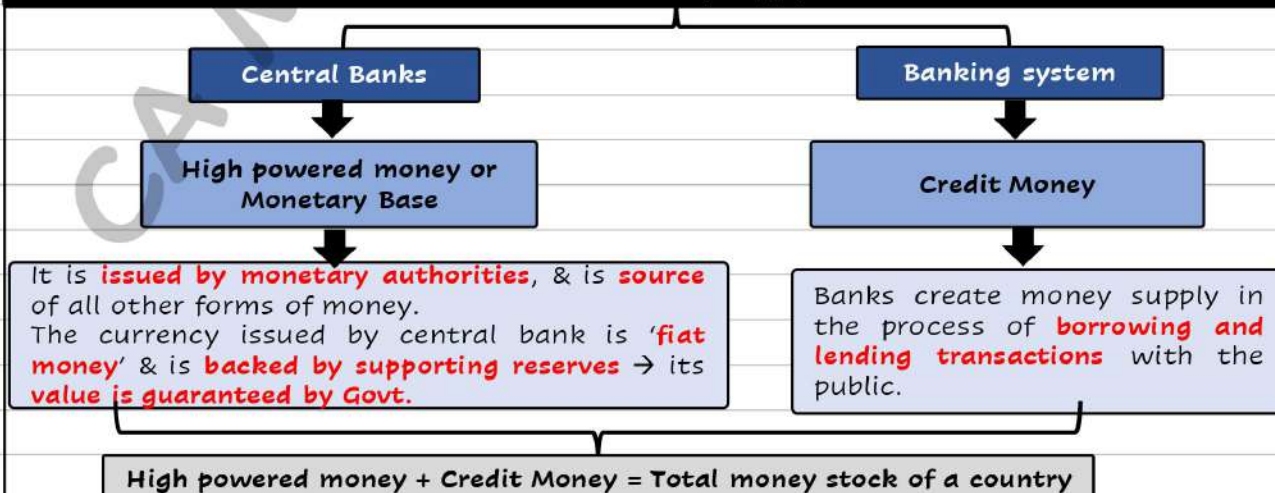 Central Banks
Banking system
High powered money or
Monetary Base
Credit Money
It is issued by monetary authorities, & is source
of all other forms of money.
The currency issued by central bank is ‘fiat
money’ & is backed by supporting reserves → its
value is guaranteed by Govt.
Banks create money supply in
the process of borrowing and
lending transactions with the
public.
High powered money + Credit Money = Total money stock of a country
CA